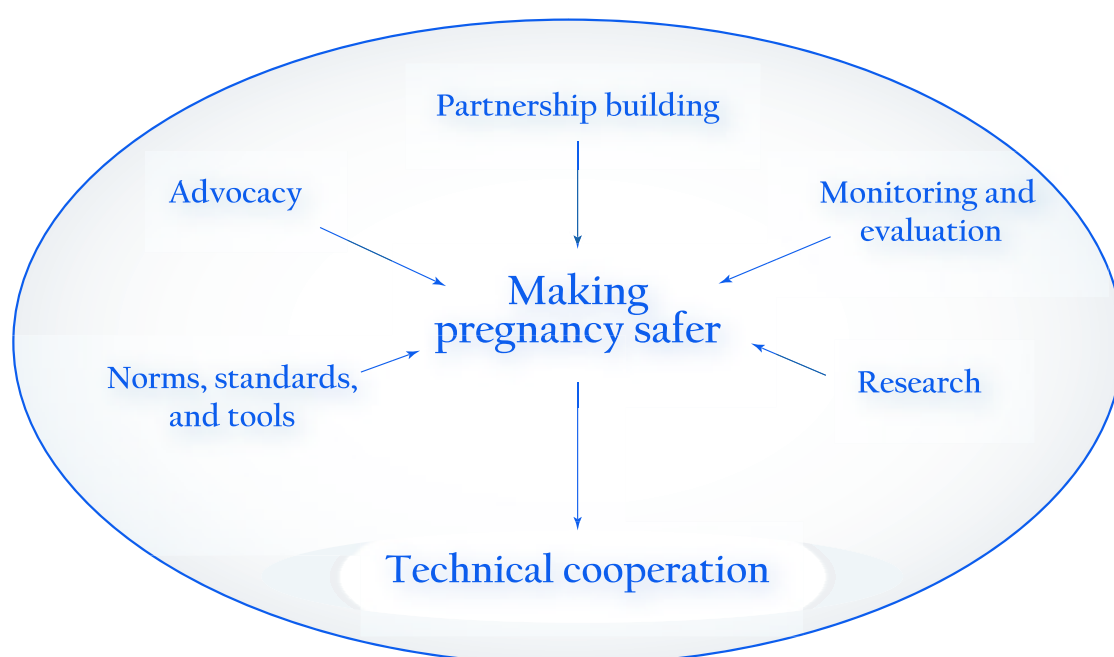 Partnership building
Advocacy
Monitoring and
evaluation
Making
pregnancy safer
Norms, standards,
and tools
Research
Technical cooperation